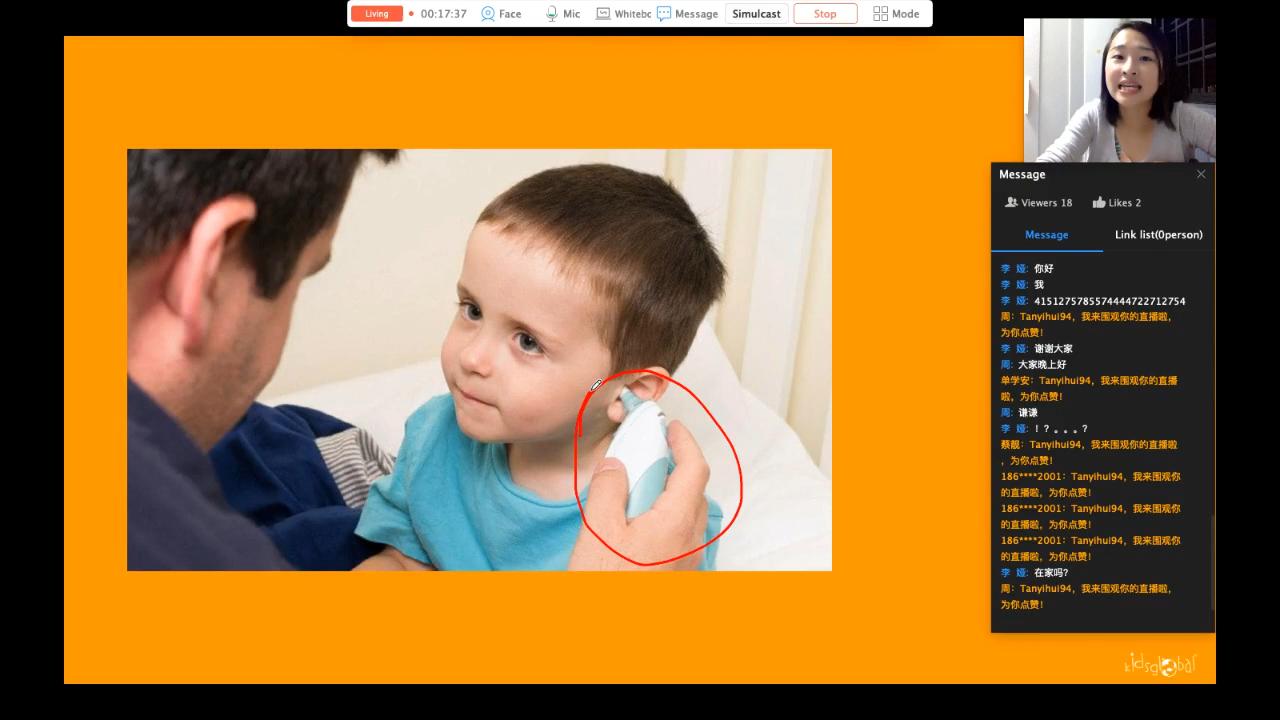 Living
00:17:37
Face
Mic
Whitebc
Message
Simulcast
Stop
Mode
Message
Viewers 18
Likes 2
Message
Link list(0person)
李 娅: 你好
李 娅: 我
李 娅: 4151275785574444722712754
周: Tanyihui94, 我来围观你的直播啦,
为你点赞!
李 娅: 谢谢大家
周: 大家晚上好
单学安: Tanyihui94, 我来围观你的直播
啦, 为你点赞!
周: 谦谦
李 娅: ! ? 。。。?
蔡靓: Tanyihui94, 我来围观你的直播啦
, 为你点赞!
186****2001: Tanyihui94, 我来围观你
的直播啦, 为你点赞!
186****2001: Tanyihui94, 我来围观你
的直播啦, 为你点赞!
186****2001: Tanyihui94, 我来围观你
的直播啦, 为你点赞!
李 娅: 在家吗?
周: Tanyihui94, 我来围观你的直播啦,
为你点赞!
kidsglobal